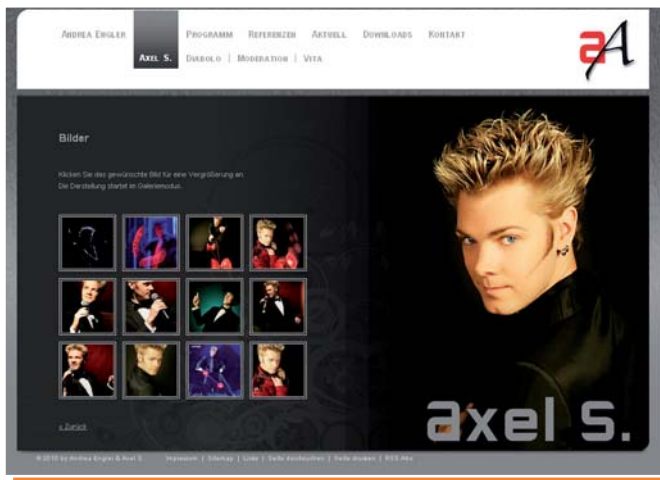 Andrea Engler
Axel S.
Programm Referenzen Aktuell Downloads Kontakt
Diabolo | Moderation | Vita
aA
Bilder
Klicken Sie das gewünschte Bild für eine Vergrößerung an.
Die Darstellung startet im Galeriemodus.
« Zurück
axel s.
© 2010 by Andrea Engler & Axel S. Impressum | Sitemap | Links | Seite durchsuchen | Seite drucken | RSS Abo